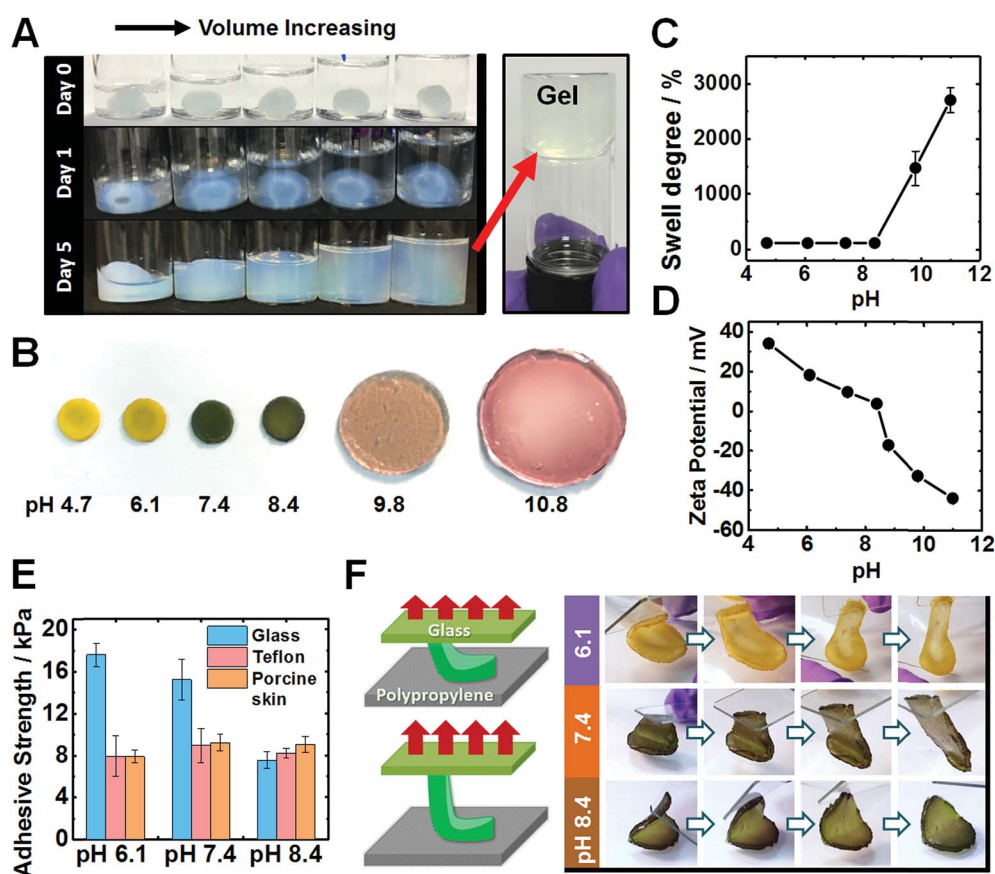 A
Volume Increasing
Day 0
Day 1
Day 5
Gel
B
pH 4.7 6.1 7.4 8.4 9.8 10.8
C
Swell degree / %
3000
2000
1000
0
4 6 8 10 12
pH
D
Zeta Potential / mV
40
20
0
-20
-40
-60
4 6 8 10 12
pH
E
Adhesive Strength / kPa
20
16
12
8
4
0
Glass
Teflon
Porcine
skin
pH 6.1 pH 7.4 pH 8.4
F
Glass
Polypropylene
6.1
7.4
pH 8.4